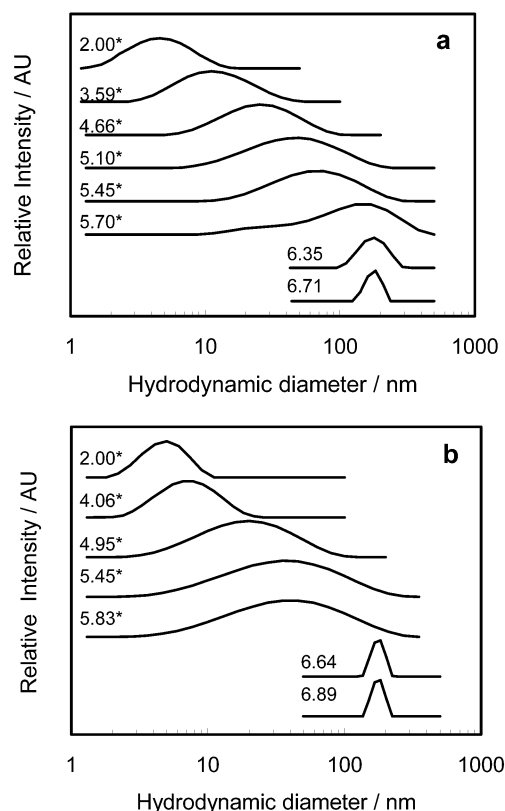 a
Relative Intensity / AU
2.00*
3.59*
4.66*
5.10*
5.45*
5.70*
6.35
6.71
1 10 100 1000
Hydrodynamic diameter / nm
b
Relative Intensity / AU
2.00*
4.06*
4.95*
5.45*
5.83*
6.64
6.89
1 10 100 1000
Hydrodynamic diameter / nm